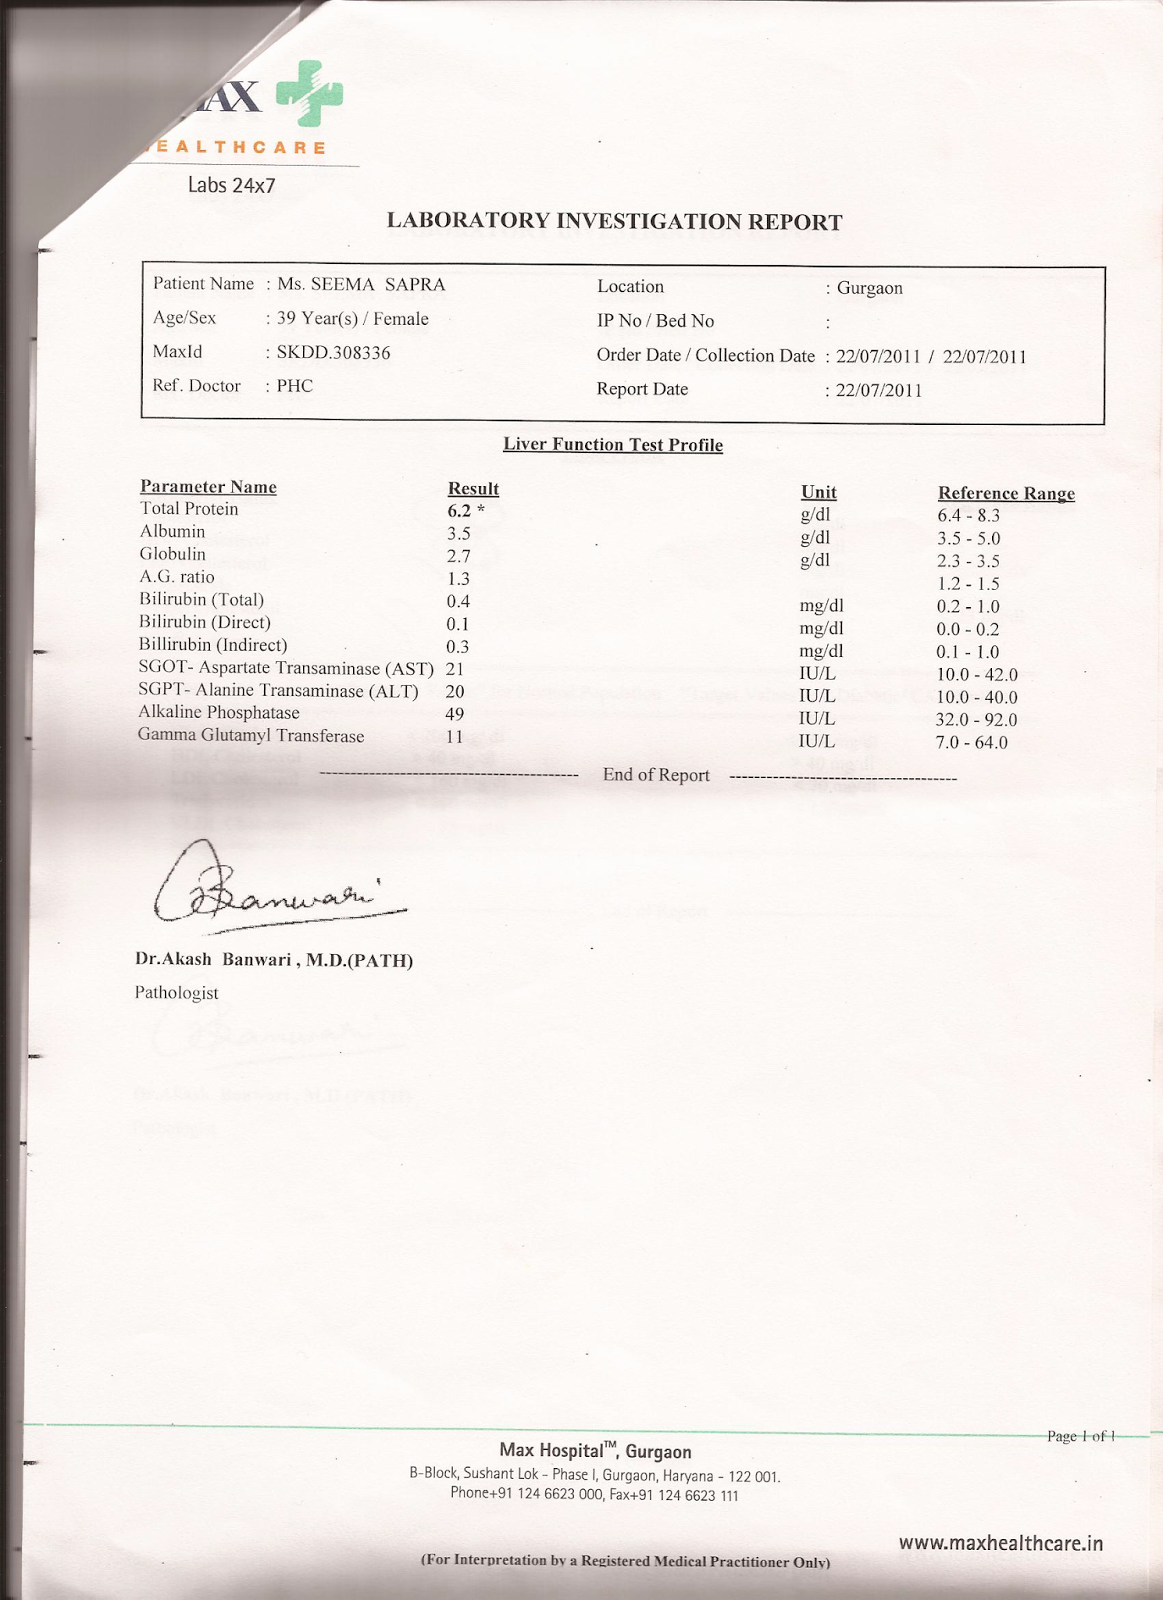 AX
EALTHCARE
Labs 24x7
LABORATORY INVESTIGATION REPORT
Patient Name : Ms. SEEMA SAPRA Location : Gurgaon
Age/Sex : 39 Year(s) / Female IP No / Bed No :
MaxId : SKDD.308336 Order Date / Collection Date : 22/07/2011 / 22/07/2011
Ref. Doctor : PHC Report Date : 22/07/2011
Liver Function Test Profile
Parameter Name Result Unit Reference Range
Total Protein 6.2 * g/dl 6.4 - 8.3
Albumin 3.5 g/dl 3.5 - 5.0
Globulin 2.7 g/dl 2.3 - 3.5
A.G. ratio 1.3 1.2 - 1.5
Bilirubin (Total) 0.4 mg/dl 0.2 - 1.0
Bilirubin (Direct) 0.1 mg/dl 0.0 - 0.2
Billirubin (Indirect) 0.3 mg/dl 0.1 - 1.0
SGOT- Aspartate Transaminase (AST) 21 IU/L 10.0 - 42.0
SGPT- Alanine Transaminase (ALT) 20 IU/L 10.0 - 40.0
Alkaline Phosphatase 49 IU/L 32.0 - 92.0
Gamma Glutamyl Transferase 11 IU/L 7.0 - 64.0
End of Report
Banwari
Dr.Akash Banwari , M.D.(PATH)
Pathologist
Page 1 of 1
Max Hospital™, Gurgaon
B-Block, Sushant Lok - Phase I, Gurgaon, Haryana - 122 001.
Phone+91 124 6623 000, Fax+91 124 6623 111
www.maxhealthcare.in
(For Interpretation by a Registered Medical Practitioner Only)